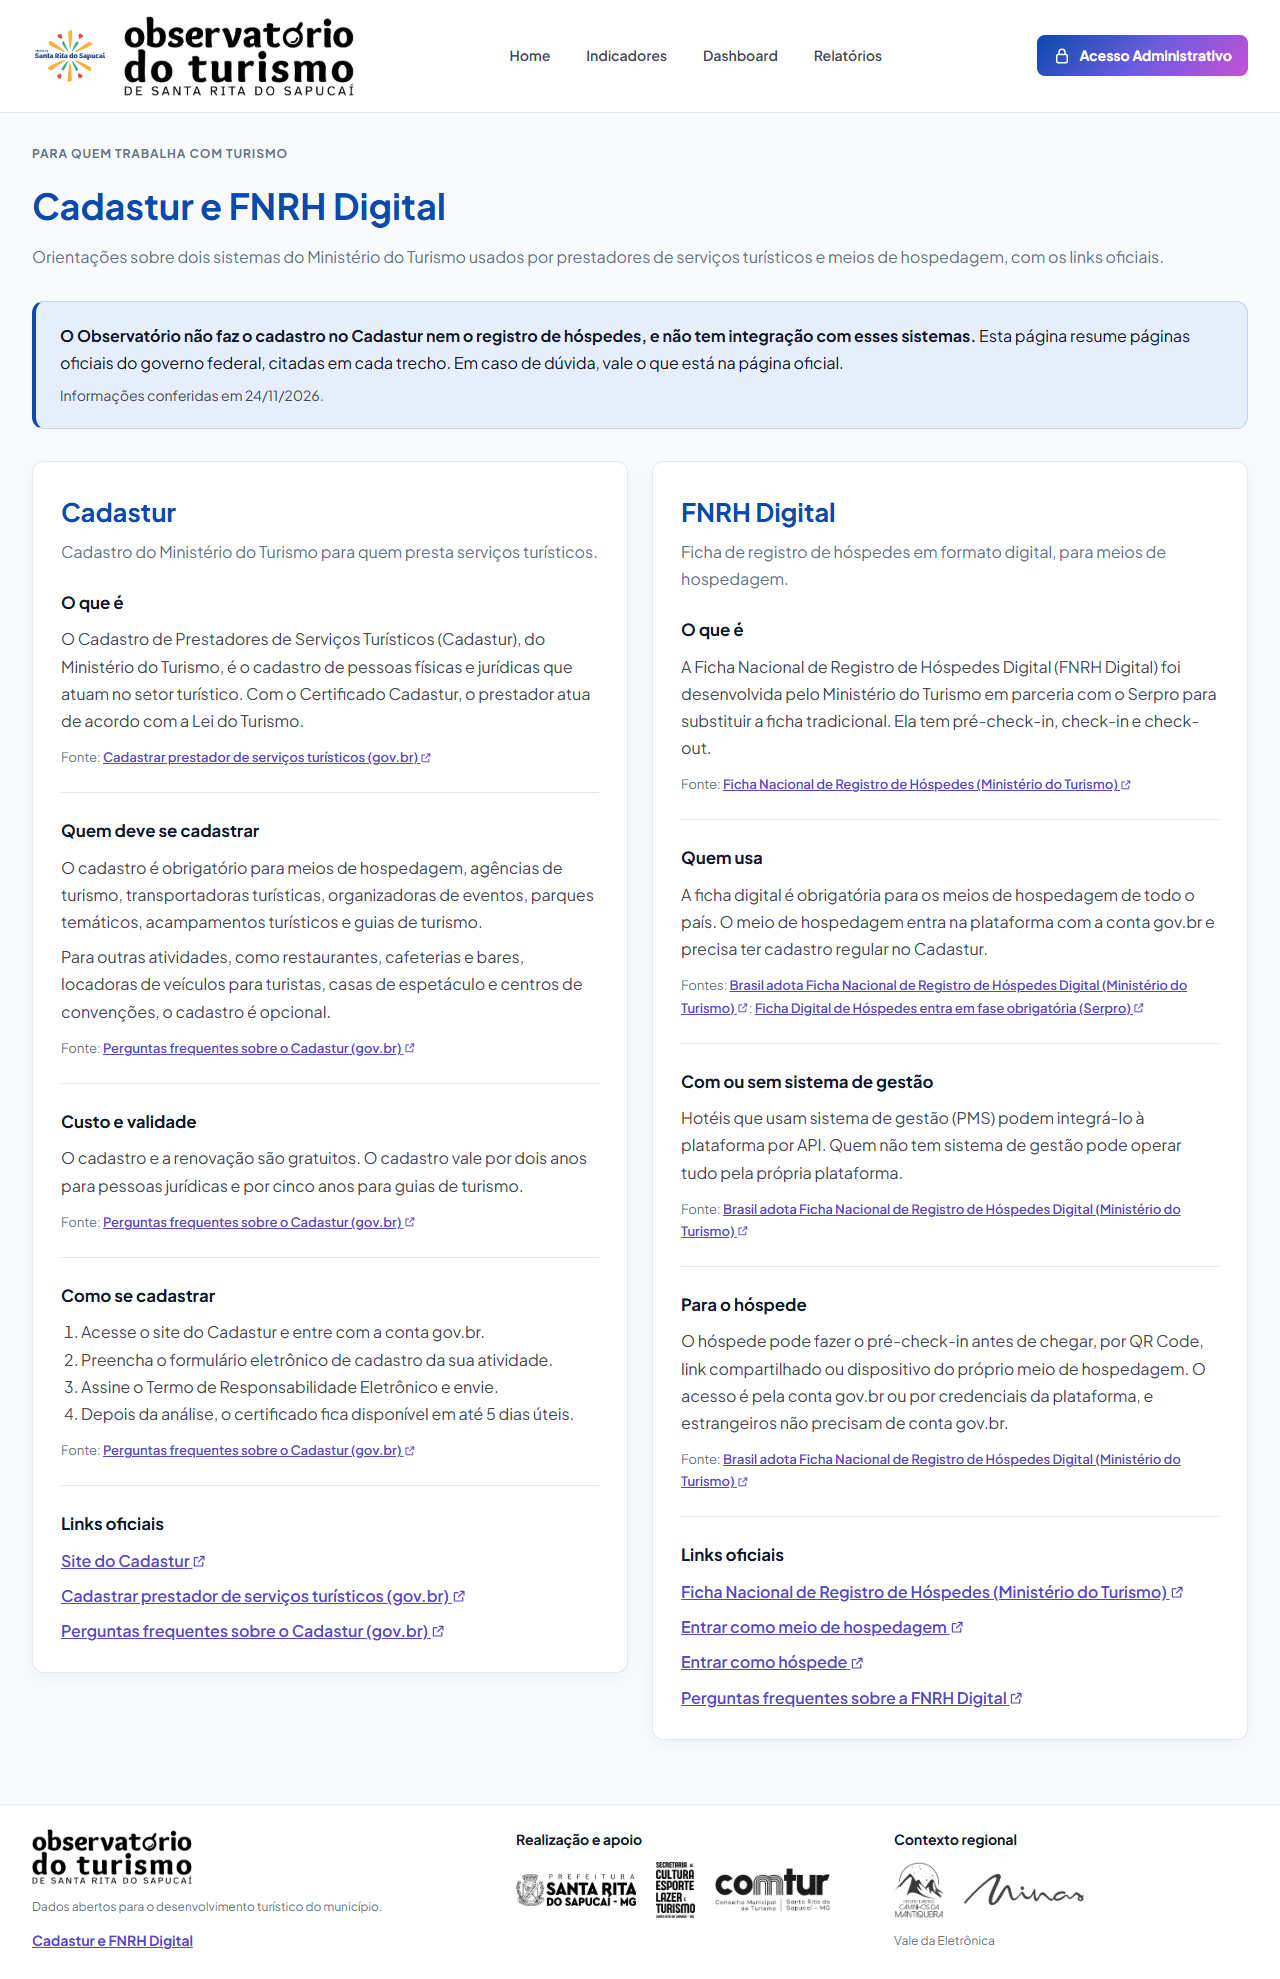 Santa Rita do Sapucaí
observatório
do turismo
DE SANTA RITA DO SAPUCAÍ
Home
Indicadores
Dashboard
Relatórios
Acesso Administrativo
PARA QUEM TRABALHA COM TURISMO
Cadastur e FNRH Digital
Orientações sobre dois sistemas do Ministério do Turismo usados por prestadores de serviços turísticos e meios de hospedagem, com os links oficiais.
O Observatório não faz o cadastro no Cadastur nem o registro de hóspedes, e não tem integração com esses sistemas. Esta página resume páginas
oficiais do governo federal, citadas em cada trecho. Em caso de dúvida, vale o que está na página oficial.
Informações conferidas em 24/11/2026.
Cadastur
Cadastro do Ministério do Turismo para quem presta serviços turísticos.
O que é
O Cadastro de Prestadores de Serviços Turísticos (Cadastur), do
Ministério do Turismo, é o cadastro de pessoas físicas e jurídicas que
atuam no setor turístico. Com o Certificado Cadastur, o prestador atua
de acordo com a Lei do Turismo.
Fonte: Cadastrar prestador de serviços turísticos (gov.br)
Quem deve se cadastrar
O cadastro é obrigatório para meios de hospedagem, agências de
turismo, transportadoras turísticas, organizadoras de eventos, parques
temáticos, acampamentos turísticos e guias de turismo.
Para outras atividades, como restaurantes, cafeterias e bares,
locadoras de veículos para turistas, casas de espetáculo e centros de
convenções, o cadastro é opcional.
Fonte: Perguntas frequentes sobre o Cadastur (gov.br)
Custo e validade
O cadastro e a renovação são gratuitos. O cadastro vale por dois anos
para pessoas jurídicas e por cinco anos para guias de turismo.
Fonte: Perguntas frequentes sobre o Cadastur (gov.br)
Como se cadastrar
1. Acesse o site do Cadastur e entre com a conta gov.br.
2. Preencha o formulário eletrônico de cadastro da sua atividade.
3. Assine o Termo de Responsabilidade Eletrônico e envie.
4. Depois da análise, o certificado fica disponível em até 5 dias úteis.
Fonte: Perguntas frequentes sobre o Cadastur (gov.br)
Links oficiais
Site do Cadastur
Cadastrar prestador de serviços turísticos (gov.br)
Perguntas frequentes sobre o Cadastur (gov.br)
FNRH Digital
Ficha de registro de hóspedes em formato digital, para meios de
hospedagem.
O que é
A Ficha Nacional de Registro de Hóspedes Digital (FNRH Digital) foi
desenvolvida pelo Ministério do Turismo em parceria com o Serpro para
substituir a ficha tradicional. Ela tem pré-check-in, check-in e check-
out.
Fonte: Ficha Nacional de Registro de Hóspedes (Ministério do Turismo)
Quem usa
A ficha digital é obrigatória para os meios de hospedagem de todo o
país. O meio de hospedagem entra na plataforma com a conta gov.br e
precisa ter cadastro regular no Cadastur.
Fontes: Brasil adota Ficha Nacional de Registro de Hóspedes Digital (Ministério do
Turismo) ; Ficha Digital de Hóspedes entra em fase obrigatória (Serpro)
Com ou sem sistema de gestão
Hotéis que usam sistema de gestão (PMS) podem integrá-lo à
plataforma por API. Quem não tem sistema de gestão pode operar
tudo pela própria plataforma.
Fonte: Brasil adota Ficha Nacional de Registro de Hóspedes Digital (Ministério do
Turismo)
Para o hóspede
O hóspede pode fazer o pré-check-in antes de chegar, por QR Code,
link compartilhado ou dispositivo do próprio meio de hospedagem. O
acesso é pela conta gov.br ou por credenciais da plataforma, e
estrangeiros não precisam de conta gov.br.
Fonte: Brasil adota Ficha Nacional de Registro de Hóspedes Digital (Ministério do
Turismo)
Links oficiais
Ficha Nacional de Registro de Hóspedes (Ministério do Turismo)
Entrar como meio de hospedagem
Entrar como hóspede
Perguntas frequentes sobre a FNRH Digital
observatório
do turismo
DE SANTA RITA DO SAPUCAÍ
Dados abertos para o desenvolvimento turístico do município.
Cadastur e FNRH Digital
Realização e apoio
PREFEITURA
SANTA RITA
DO SAPUCAÍ - MG
SECRETARIA DE
CULTURA
ESPORTE
LAZER E
TURISMO
comtur
Conselho Municipal de Turismo | Santa Rita do Sapucaí - MG
Contexto regional
CAMINHOS DA
MANTIQUEIRA
Minas
Vale da Eletrônica